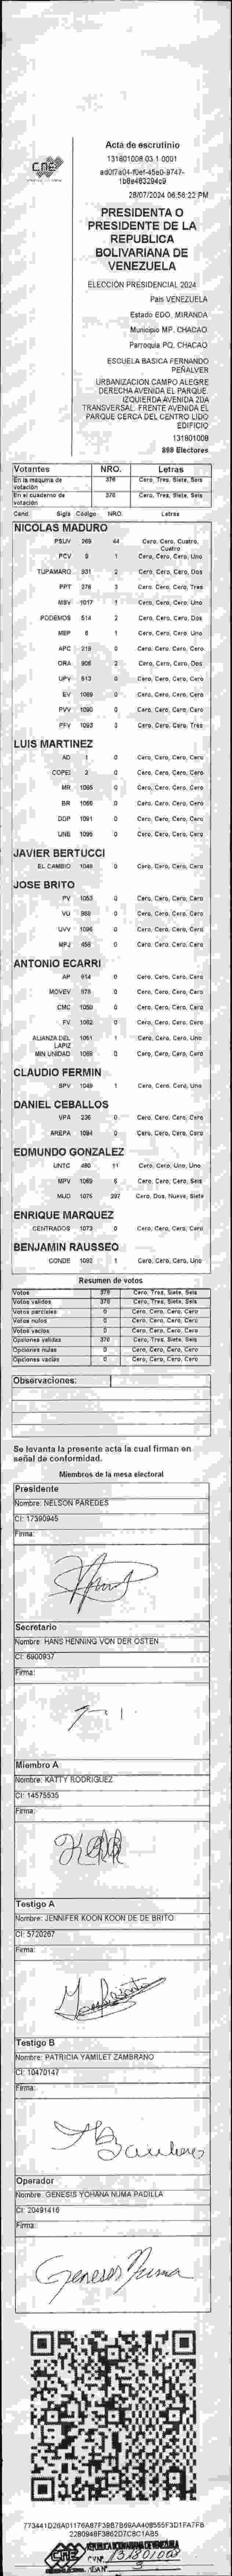 CNE
Acta de escrutinio
131801008.03.1.0001
ad0f7a04-f0ef-45e0-9747-
1b8a483294c9
28/07/2024 06:56:22 PM
PRESIDENTA O
PRESIDENTE DE LA
REPUBLICA
BOLIVARIANA DE
VENEZUELA
ELECCIÓN PRESIDENCIAL 2024
País VENEZUELA
Estado EDO. MIRANDA
Municipio MP. CHACAO
Parroquia PQ. CHACAO
ESCUELA BASICA FERNANDO
PEÑALVER
URBANIZACION CAMPO ALEGRE
DERECHA AVENIDA EL PARQUE.
IZQUIERDA AVENIDA 2DA
TRANSVERSAL. FRENTE AVENIDA EL
PARQUE CERCA DEL CENTRO LIDO
EDIFICIO
131801008
898 Electores
Votantes NRO. Letras
En la máquina de votación 376 Cero, Tres, Siete, Seis
En el cuaderno de votación 376 Cero, Tres, Siete, Seis
Cand. Sigla Código NRO. Letras
NICOLAS MADURO
PSUV 269 44 Cero, Cero, Cuatro, Cuatro
PCV 9 1 Cero, Cero, Cero, Uno
TUPAMARO 931 2 Cero, Cero, Cero, Dos
PPT 276 3 Cero, Cero, Cero, Tres
MSV 1017 1 Cero, Cero, Cero, Uno
PODEMOS 514 2 Cero, Cero, Cero, Dos
MEP 6 1 Cero, Cero, Cero, Uno
APC 219 0 Cero, Cero, Cero, Cero
ORA 906 2 Cero, Cero, Cero, Dos
UPV 513 0 Cero, Cero, Cero, Cero
EV 1089 0 Cero, Cero, Cero, Cero
PVV 1090 0 Cero, Cero, Cero, Cero
PFV 1093 3 Cero, Cero, Cero, Tres
LUIS MARTINEZ
AD 1 0 Cero, Cero, Cero, Cero
COPEI 2 0 Cero, Cero, Cero, Cero
MR 1095 0 Cero, Cero, Cero, Cero
BR 1066 0 Cero, Cero, Cero, Cero
DDP 1091 0 Cero, Cero, Cero, Cero
UNE 1096 0 Cero, Cero, Cero, Cero
JAVIER BERTUCCI
EL CAMBIO 1048 0 Cero, Cero, Cero, Cero
JOSE BRITO
PV 1053 0 Cero, Cero, Cero, Cero
VU 988 0 Cero, Cero, Cero, Cero
UVV 1096 0 Cero, Cero, Cero, Cero
MPJ 456 0 Cero, Cero, Cero, Cero
ANTONIO ECARRI
AP 614 0 Cero, Cero, Cero, Cero
MOVEV 978 0 Cero, Cero, Cero, Cero
CMC 1050 0 Cero, Cero, Cero, Cero
FV 1082 0 Cero, Cero, Cero, Cero
ALIANZA DEL LAPIZ 1051 1 Cero, Cero, Cero, Uno
MIN UNIDAD 1069 0 Cero, Cero, Cero, Cero
CLAUDIO FERMIN
SPV 1049 1 Cero, Cero, Cero, Uno
DANIEL CEBALLOS
VPA 236 0 Cero, Cero, Cero, Cero
AREPA 1094 0 Cero, Cero, Cero, Cero
EDMUNDO GONZALEZ
UNTC 480 11 Cero, Cero, Uno, Uno
MPV 1069 6 Cero, Cero, Cero, Seis
MUD 1076 297 Cero, Dos, Nueve, Siete
ENRIQUE MARQUEZ
CENTRADOS 1073 0 Cero, Cero, Cero, Cero
BENJAMIN RAUSSEO
CONDE 1092 1 Cero, Cero, Cero, Uno
Resumen de votos
Votos 376 Cero, Tres, Siete, Seis
Votos validos 376 Cero, Tres, Siete, Seis
Votos parciales 0 Cero, Cero, Cero, Cero
Votos nulos 0 Cero, Cero, Cero, Cero
Votos vacíos 0 Cero, Cero, Cero, Cero
Opciones validas 376 Cero, Tres, Siete, Seis
Opciones nulas 0 Cero, Cero, Cero, Cero
Opciones vacias 0 Cero, Cero, Cero, Cero
Observaciones:
Se levanta la presente acta la cual firman en
señal de conformidad.
Miembros de la mesa electoral
Presidente
Nombre: NELSON PAREDES
CI: 17390945
Firma:
Secretario
Nombre: HANS HENNING VON DER OSTEN
CI: 6900937
Firma:
Miembro A
Nombre: KATTY RODRIGUEZ
CI: 14575535
Firma:
Testigo A
Nombre: JENNIFER KOON KOON DE DE BRITO
CI: 5720267
Firma:
Testigo B
Nombre: PATRICIA YAMILET ZAMBRANO
CI: 10470147
Firma:
Operador
Nombre: GENESIS YOHANA NUMA PADILLA
CI: 20491416
Firma:
Genesis Numa
773441D26A01176A87F39B7B69AA408555F3D1FA7FB
2280948F3862D7C8C1AB5
CNE REPÚBLICA BOLIVARIANA DE VENEZUELA
CVNº 131801008
3